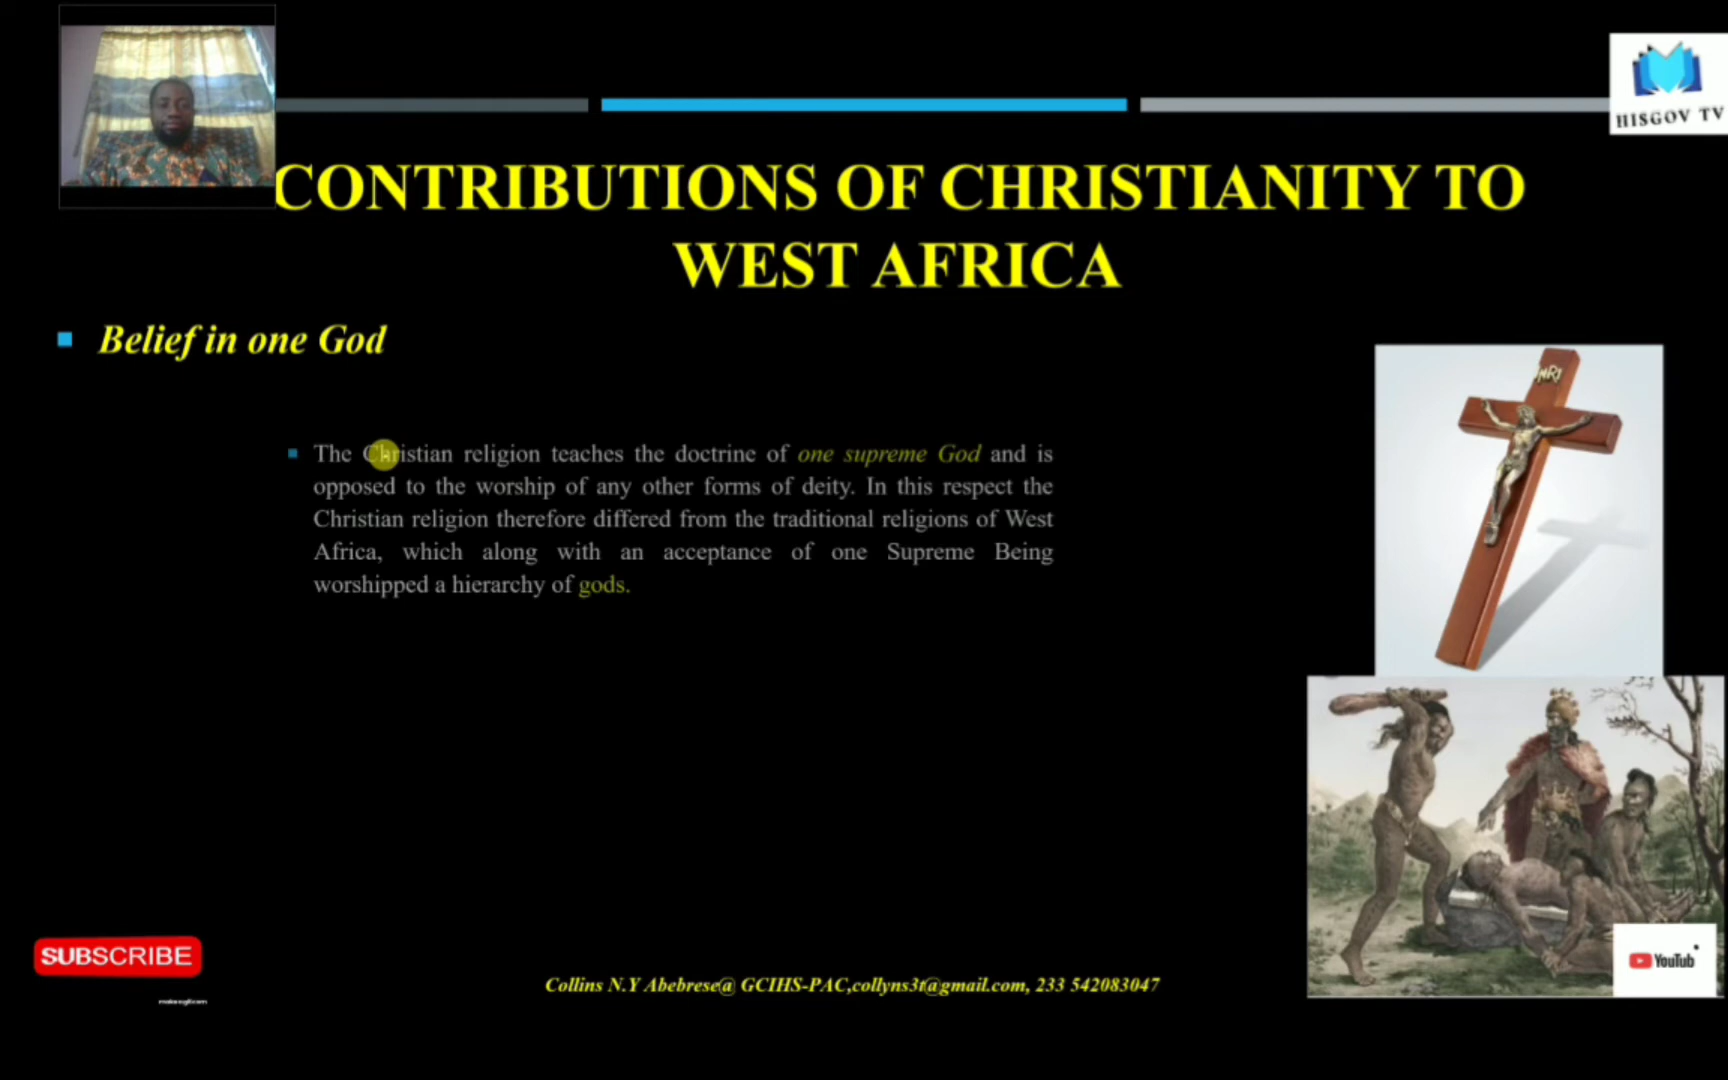 HISGOV TV
CONTRIBUTIONS OF CHRISTIANITY TO
WEST AFRICA
Belief in one God
The Christian religion teaches the doctrine of one supreme God and is
opposed to the worship of any other forms of deity. In this respect the
Christian religion therefore differed from the traditional religions of West
Africa, which along with an acceptance of one Supreme Being
worshipped a hierarchy of gods.
INRI
SUBSCRIBE
YouTub
Collins N.Y Abebrese@ GCIHS-PAC,collyns3t@gmail.com, 233 542083047